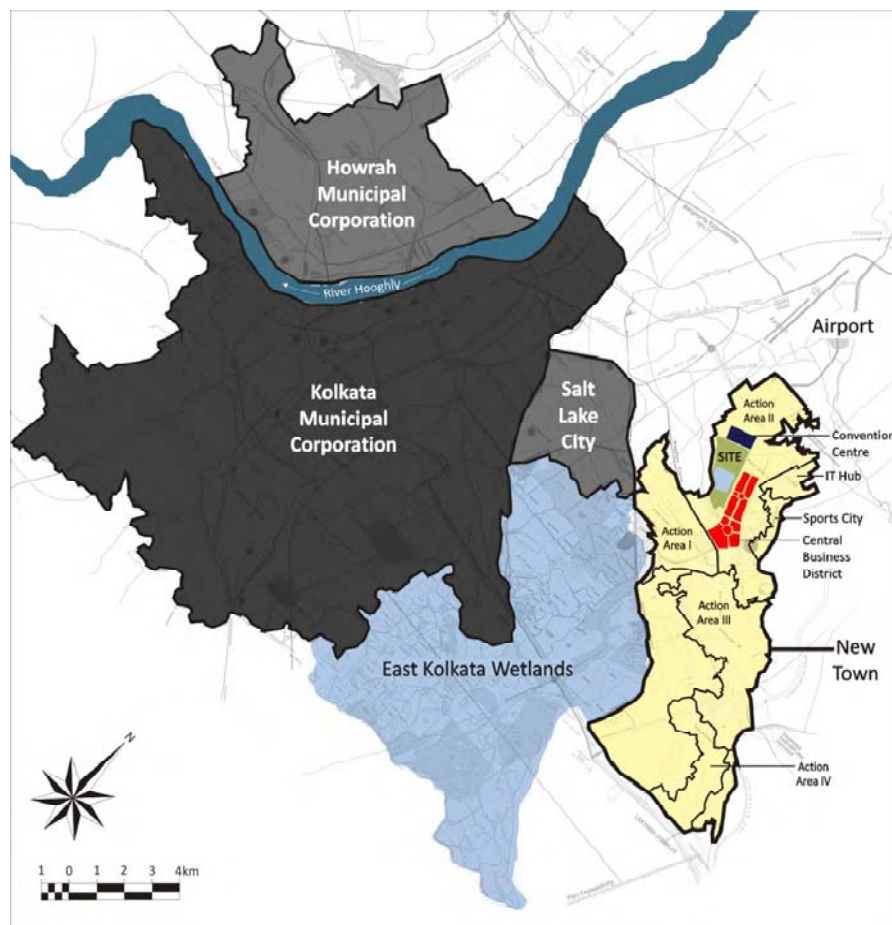 Howrah
Municipal
Corporation
River Hooghly
Airport
Kolkata
Municipal
Corporation
Salt
Lake
City
Action
Area II
Convention
Centre
SITE
IT Hub
Sports City
Action
Area I
Central
Business
District
Action
Area III
New
Town
East Kolkata Wetlands
Action
Area IV
N
1 0 1 2 3 4km